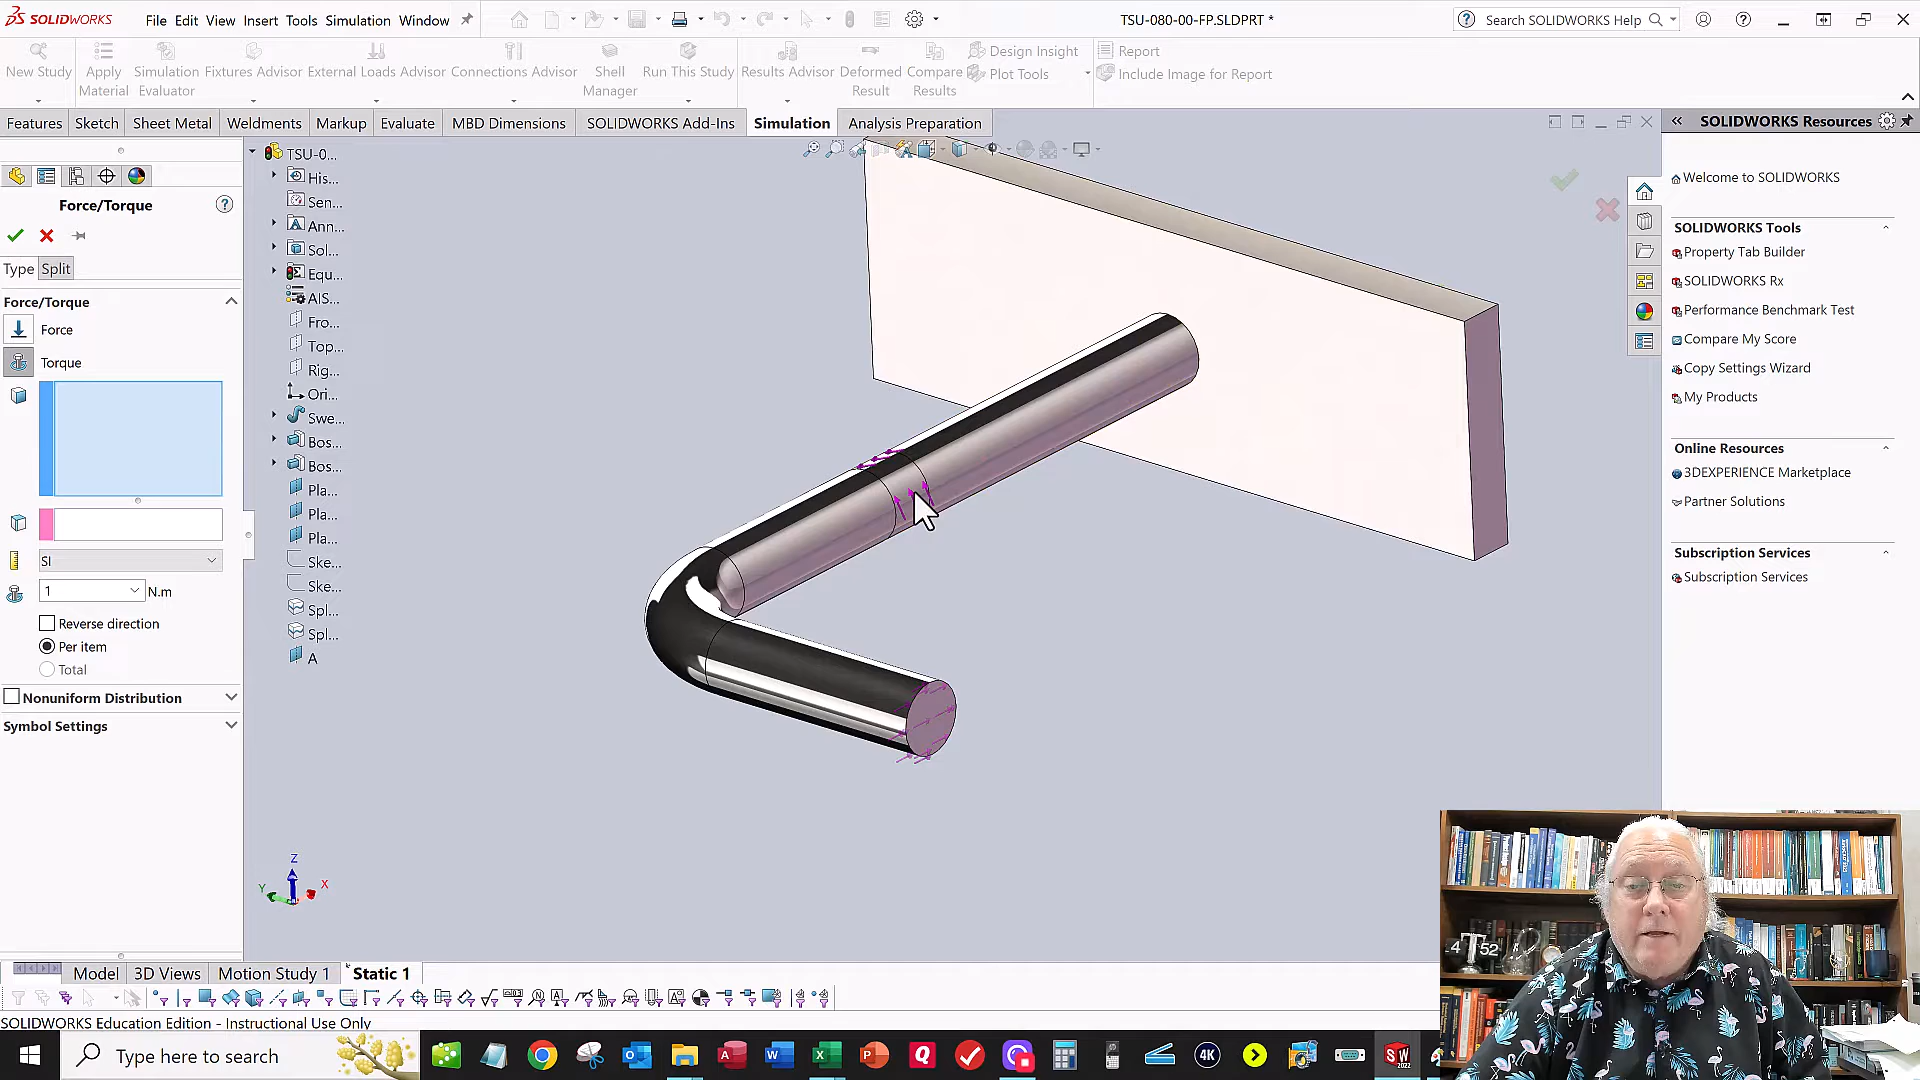 SOLIDWORKS
File Edit View Insert Tools Simulation Window
TSU-080-00-FP.SLDPRT *
Search SOLIDWORKS Help
New Study
Apply Material
Simulation Evaluator
Fixtures Advisor
External Loads Advisor
Connections Advisor
Shell Manager
Run This Study
Results Advisor
Deformed Result
Compare Results
Design Insight
Plot Tools
Report
Include Image for Report
Features Sketch Sheet Metal Weldments Markup Evaluate MBD Dimensions SOLIDWORKS Add-Ins Simulation Analysis Preparation
SOLIDWORKS Resources
Force/Torque
Type Split
Force/Torque
Force
Torque
SI
1 N.m
Reverse direction
Per item
Total
Nonuniform Distribution
Symbol Settings
TSU-0...
His...
Sen...
Ann...
Sol...
Equ...
AIS...
Fro...
Top...
Rig...
Ori...
Swe...
Bos...
Bos...
Pla...
Pla...
Pla...
Ske...
Ske...
Spl...
Spl...
A
Z
Y
X
Welcome to SOLIDWORKS
SOLIDWORKS Tools
Property Tab Builder
SOLIDWORKS Rx
Performance Benchmark Test
Compare My Score
Copy Settings Wizard
My Products
Online Resources
3DEXPERIENCE Marketplace
Partner Solutions
Subscription Services
Subscription Services
Model 3D Views Motion Study 1 Static 1
SOLIDWORKS Education Edition - Instructional Use Only
Type here to search
4K
SW
2022